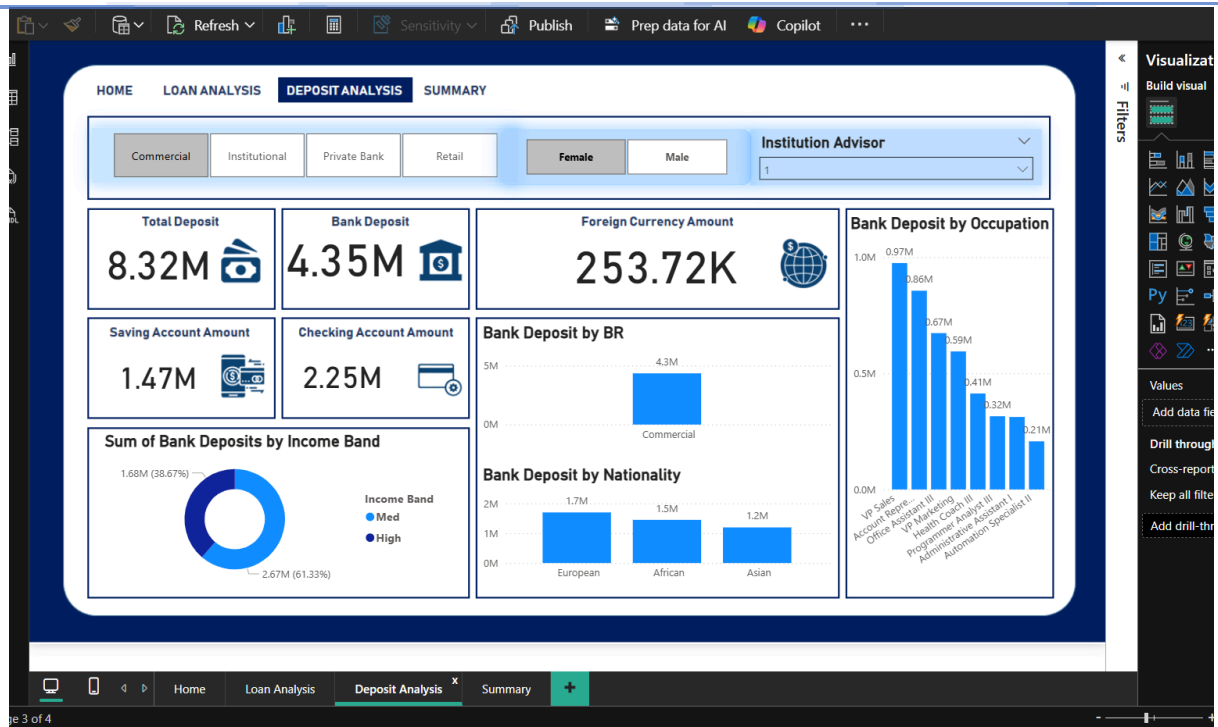 Refresh
Sensitivity
Publish
Prep data for AI
Copilot
HOME LOAN ANALYSIS DEPOSIT ANALYSIS SUMMARY
Commercial Institutional Private Bank Retail
Female Male
Institution Advisor
1
Total Deposit
8.32M
Bank Deposit
4.35M
Foreign Currency Amount
253.72K
Saving Account Amount
1.47M
Checking Account Amount
2.25M
Sum of Bank Deposits by Income Band
1.68M (38.67%)
2.67M (61.33%)
Income Band
Med
High
Bank Deposit by BR
5M
4.3M
0M
Commercial
Bank Deposit by Nationality
2M
1.7M
1.5M
1.2M
1M
0M
European African Asian
Bank Deposit by Occupation
1.0M
0.97M
0.86M
0.67M
0.59M
0.5M
0.41M
0.32M
0.21M
0.0M
VP Sales
Account Repre...
Office Assistant III
VP Marketing
Health Coach III
Programmer Analyst III
Administrative Assistant I
Automation Specialist II
Filters
Visualizat
Build visual
Py
Values
Add data fie
Drill through
Cross-report
Keep all filte
Add drill-thr
Home Loan Analysis Deposit Analysis x Summary +
ge 3 of 4